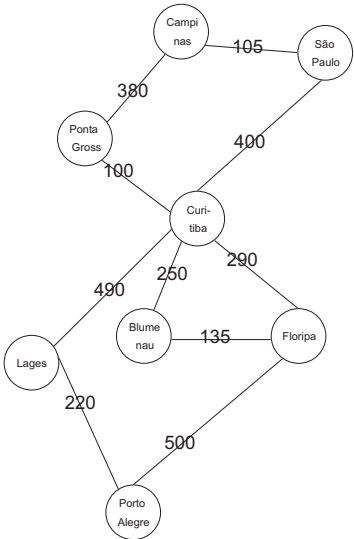 Campi
nas
105
São
Paulo
380
Ponta
Gross
400
100
Curi-
tiba
290
250
490
Blume
nau
135
Floripa
Lages
220
500
Porto
Alegre